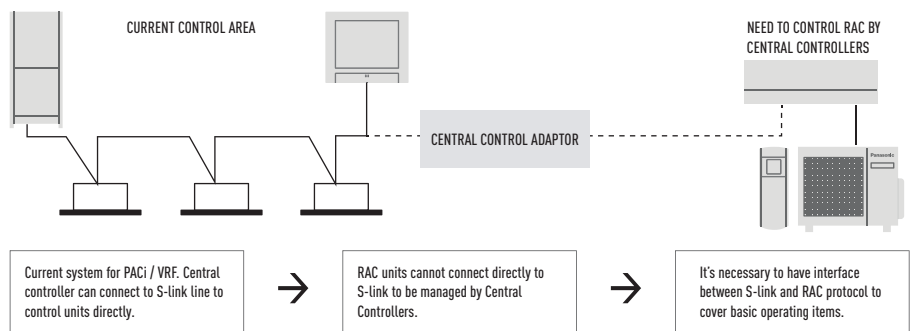 CURRENT CONTROL AREA
NEED TO CONTROL RAC BY
CENTRAL CONTROLLERS
CENTRAL CONTROL ADAPTOR
Panasonic
Current system for PACi / VRF. Central
controller can connect to S-link line to
control units directly.
RAC units cannot connect directly to
S-link to be managed by Central
Controllers.
It's necessary to have interface
between S-link and RAC protocol to
cover basic operating items.